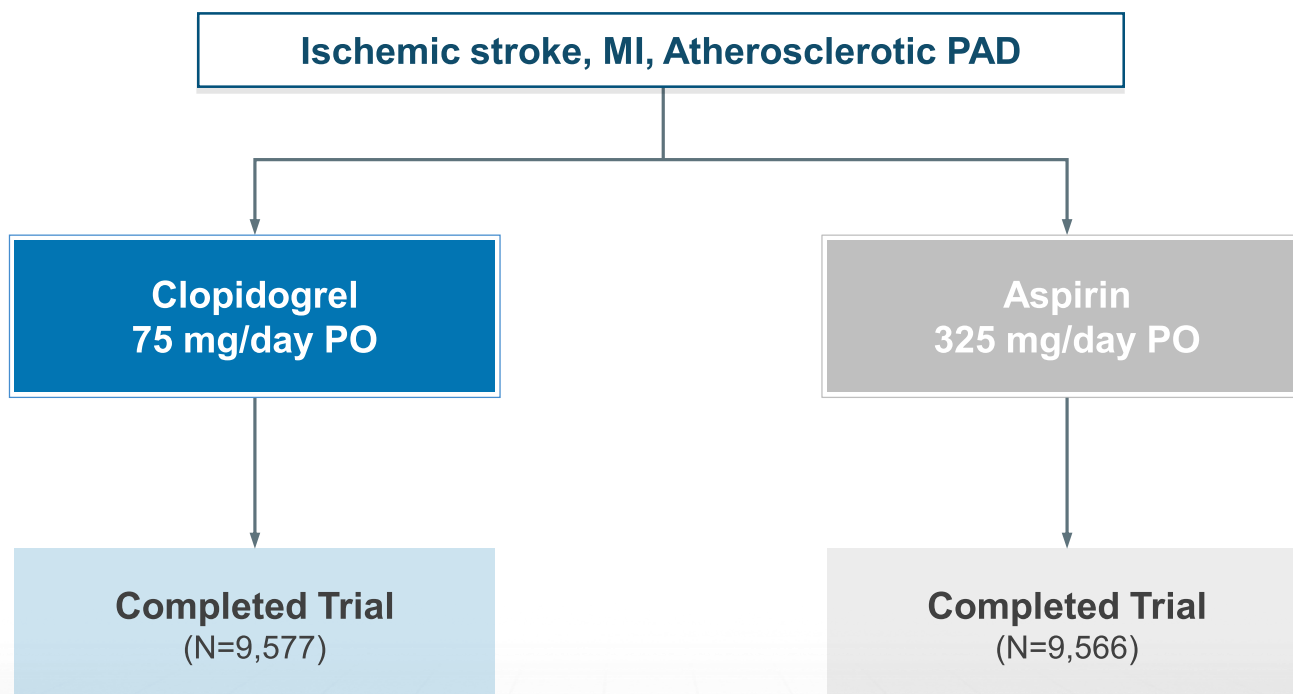 Ischemic stroke, MI, Atherosclerotic PAD
Clopidogrel
75 mg/day PO
Aspirin
325 mg/day PO
Completed Trial
(N=9,577)
Completed Trial
(N=9,566)